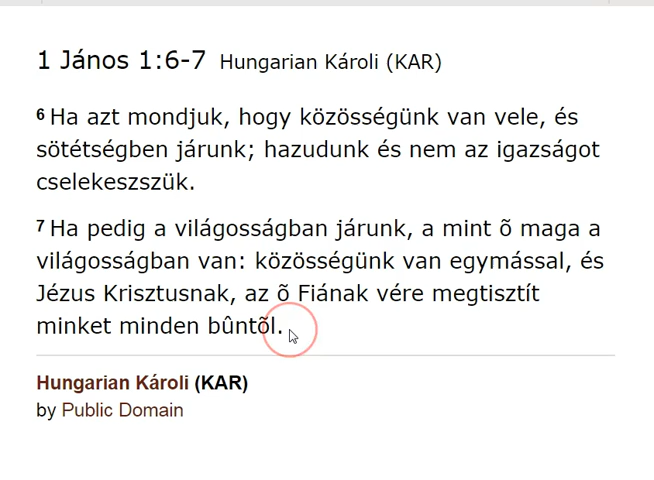 1 János 1:6-7 Hungarian Károli (KAR)
6 Ha azt mondjuk, hogy közösségünk van vele, és
sötétségben járunk; hazudunk és nem az igazságot
cselekeszszük.
7 Ha pedig a világosságban járunk, a mint õ maga a
világosságban van: közösségünk van egymással, és
Jézus Krisztusnak, az õ Fiának vére megtisztít
minket minden bûntõl.
Hungarian Károli (KAR)
by Public Domain